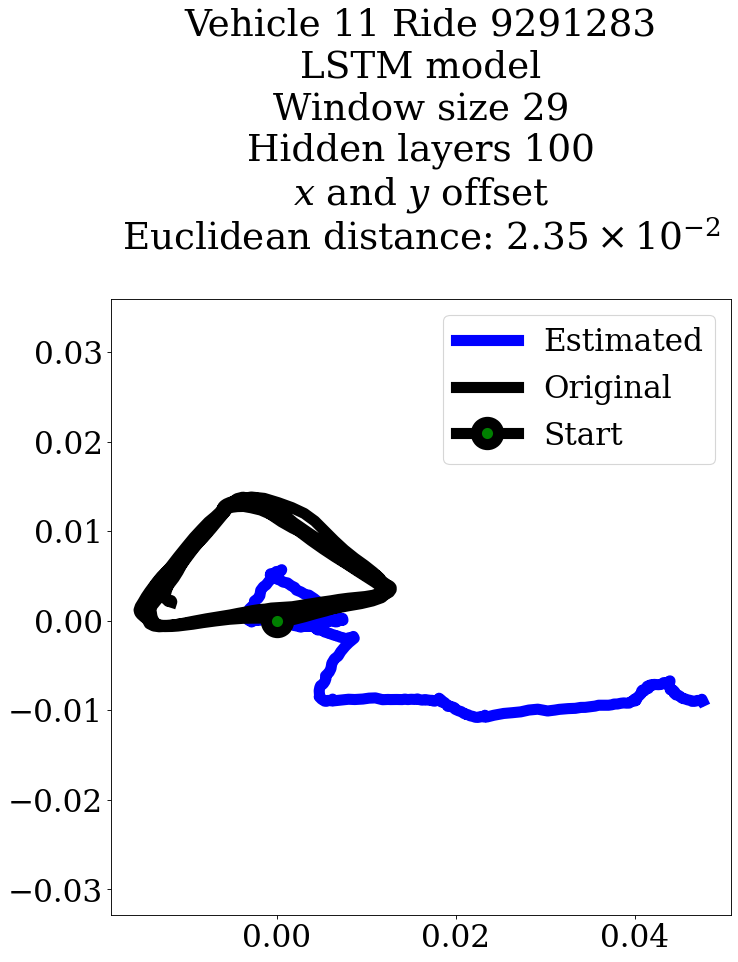 Vehicle 11 Ride 9291283
LSTM model
Window size 29
Hidden layers 100
x and y offset
Euclidean distance: 2.35 × 10⁻²
Estimated
Original
Start
0.03
0.02
0.01
0.00
−0.01
−0.02
−0.03
0.00 0.02 0.04